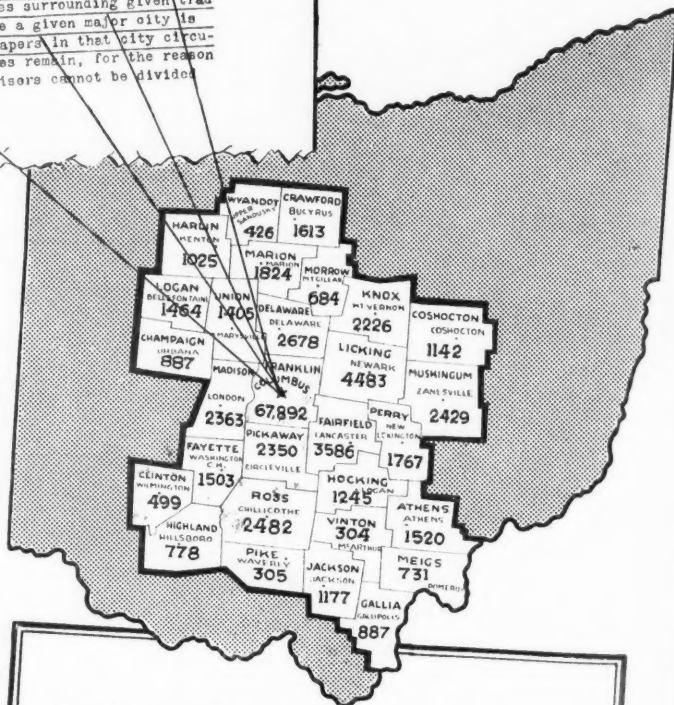 es surrounding given trad
e a given major city is
apers in that city circu-
as remain, for the reason
isers cannot be divided
WYANDOT
UPPER SANDUSKY
426
CRAWFORD
BUCYRUS
1613
HARDIN
KENTON
1025
MARION
MARION
1824
MORROW
MT GILEAD
684
LOGAN
BELLEFONTAINE
1464
UNION
1405
MARYSVILLE
DELAWARE
DELAWARE
2678
KNOX
MT VERNON
2226
COSHOCTON
COSHOCTON
1142
CHAMPAIGN
URBANA
887
MADISON
LONDON
2363
FRANKLIN
COLUMBUS
67,892
LICKING
NEWARK
4483
MUSKINGUM
ZANESVILLE
2429
FAIRFIELD
LANCASTER
3586
PERRY
NEW
LEXINGTON
1767
PICKAWAY
2350
CIRCLEVILLE
FAYETTE
WASHINGTON
C.H.
1503
CLINTON
WILMINGTON
499
HOCKING
LOGAN
1245
ROSS
CHILLICOTHE
2482
ATHENS
ATHENS
1520
VINTON
304
MCARTHUR
HIGHLAND
HILLSBORO
778
PIKE
WAVERLY
305
JACKSON
JACKSON
1177
MEIGS
731
POMEROY
GALLIA
GALLIPOLIS
887